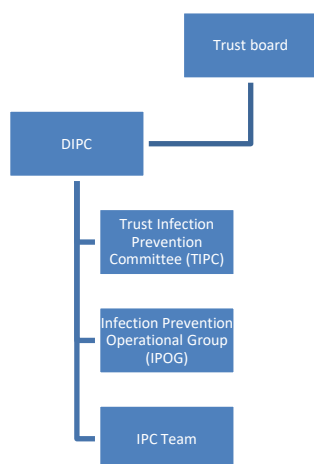 Trust board
DIPC
Trust Infection
Prevention
Committee (TIPC)
Infection Prevention
Operational Group
(IPOG)
IPC Team